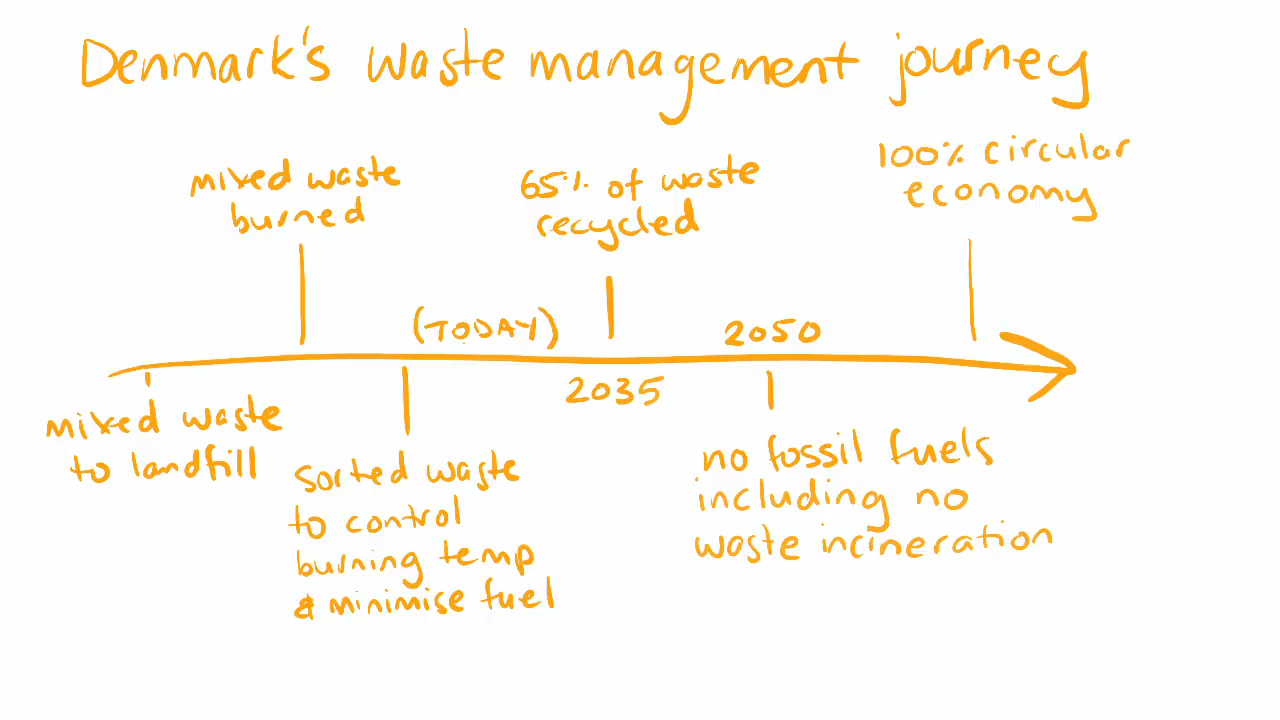 Denmark's waste management journey
mixed waste
burned
65% of waste
recycled
100% circular
economy
(TODAY)
2050
2035
mixed waste
to landfill
sorted waste
to control
burning temp
& minimise fuel
no fossil fuels
including no
waste incineration